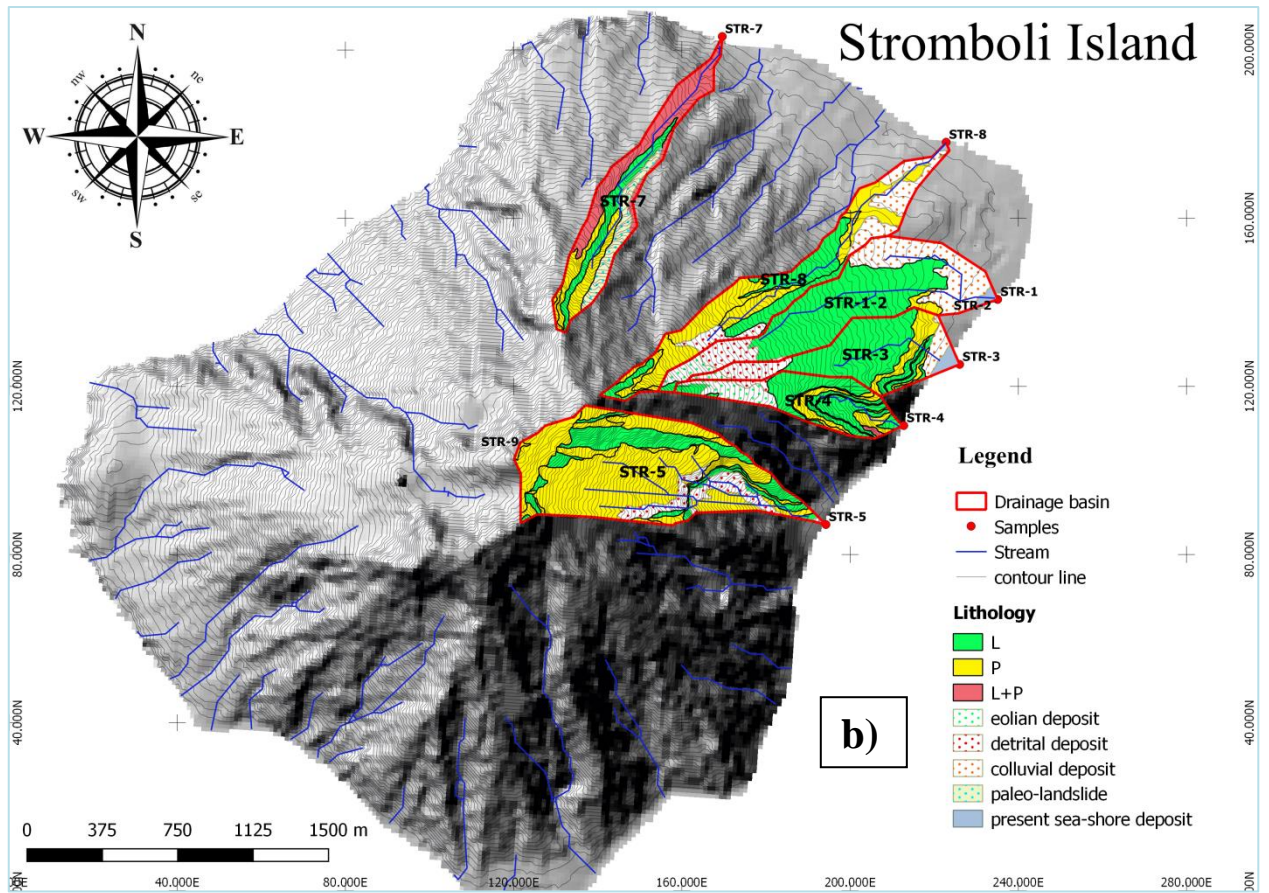 Stromboli Island
N
nw
ne
W
E
sw
se
S
STR-7
STR-8
STR-7
STR-8
STR-1-2
STR-2
STR-1
STR-3
STR-3
STR-4
STR-4
STR-9
STR-5
STR-5
200.000N
160.000N
120.000N
80.000N
40.000N
120.000N
80.000N
40.000N
0N
0N
40.000E
80.000E
120.000E
160.000E
200.000E
240.000E
280.000E
Legend
Drainage basin
Samples
Stream
contour line
Lithology
L
P
L+P
eolian deposit
detrital deposit
colluvial deposit
paleo-landslide
present sea-shore deposit
b)
0 375 750 1125 1500 m